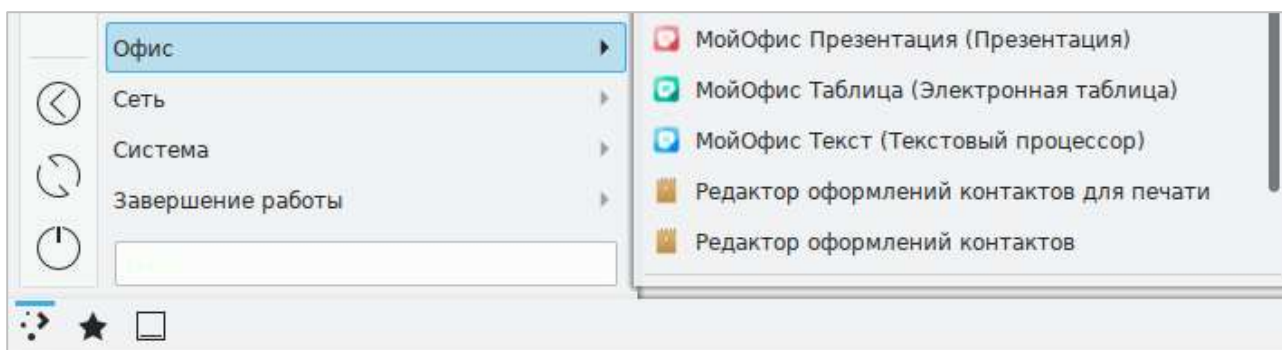 Офис
Сеть
Система
Завершение работы
МойОфис Презентация (Презентация)
МойОфис Таблица (Электронная таблица)
МойОфис Текст (Текстовый процессор)
Редактор оформлений контактов для печати
Редактор оформлений контактов